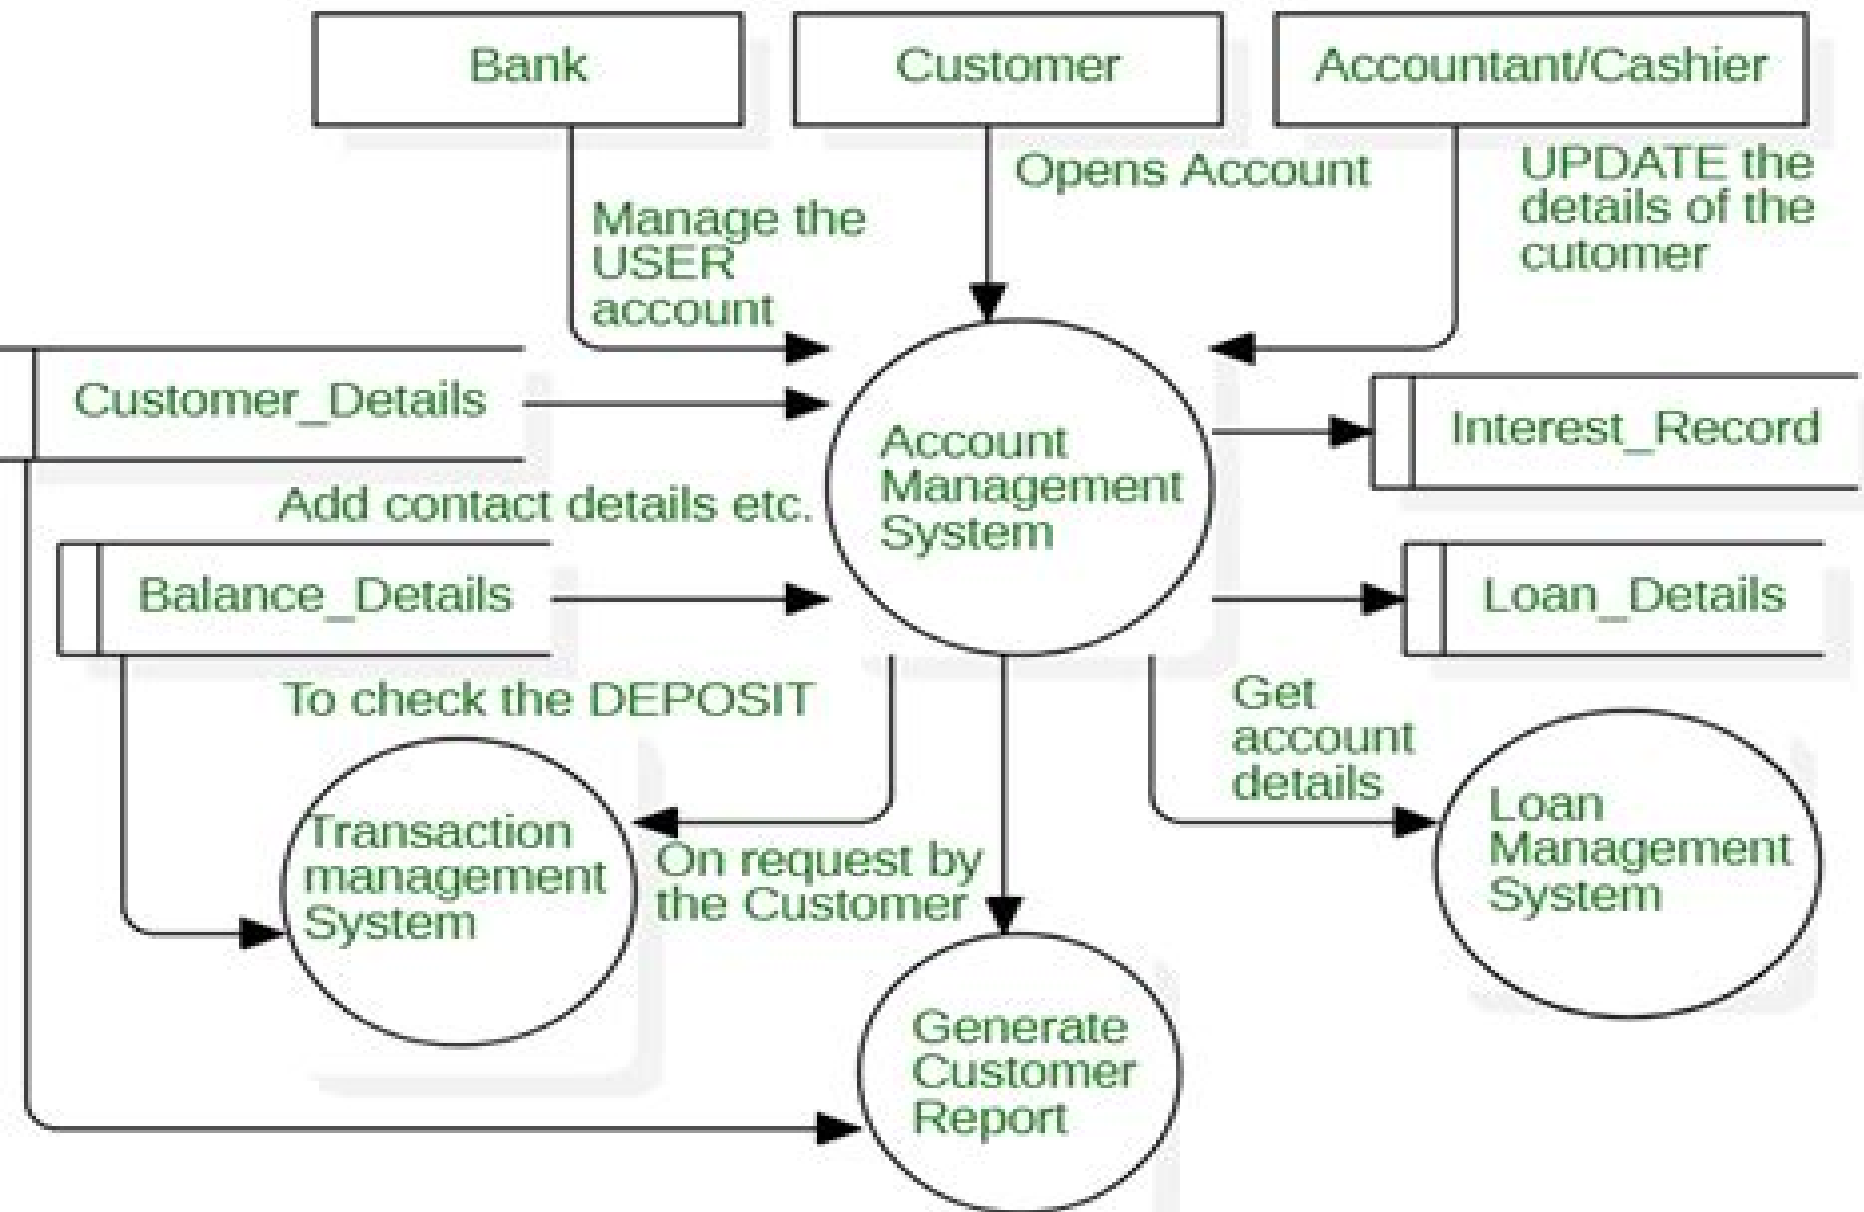 Bank
Customer
Accountant/Cashier
Opens Account
UPDATE the
details of the
cutomer
Manage the
USER
account
Customer_Details
Interest_Record
Account
Management
System
Add contact details etc.
Balance_Details
Loan_Details
To check the DEPOSIT
Get
account
details
Transaction
management
System
On request by
the Customer
Loan
Management
System
Generate
Customer
Report